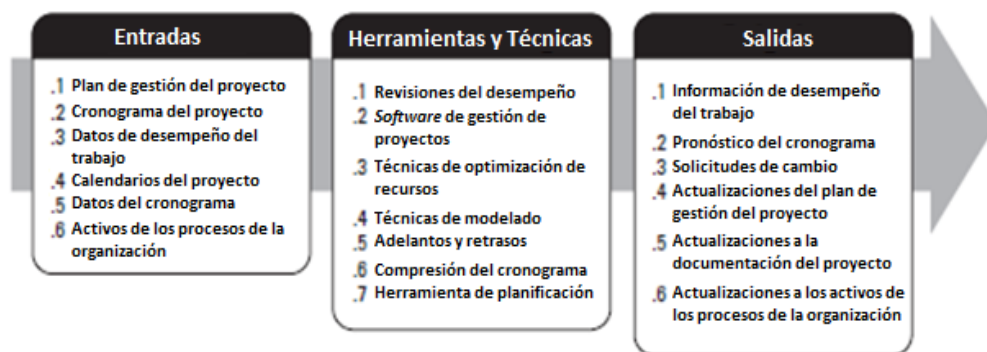 Entradas
.1 Plan de gestión del proyecto
.2 Cronograma del proyecto
.3 Datos de desempeño del
trabajo
.4 Calendarios del proyecto
.5 Datos del cronograma
.6 Activos de los procesos de la
organización
Herramientas y Técnicas
.1 Revisiones del desempeño
.2 Software de gestión de
proyectos
.3 Técnicas de optimización de
recursos
.4 Técnicas de modelado
.5 Adelantos y retrasos
.6 Compresión del cronograma
.7 Herramienta de planificación
Salidas
.1 Información de desempeño
del trabajo
.2 Pronóstico del cronograma
.3 Solicitudes de cambio
.4 Actualizaciones del plan de
gestión del proyecto
.5 Actualizaciones a la
documentación del proyecto
.6 Actualizaciones a los activos de
los procesos de la organización